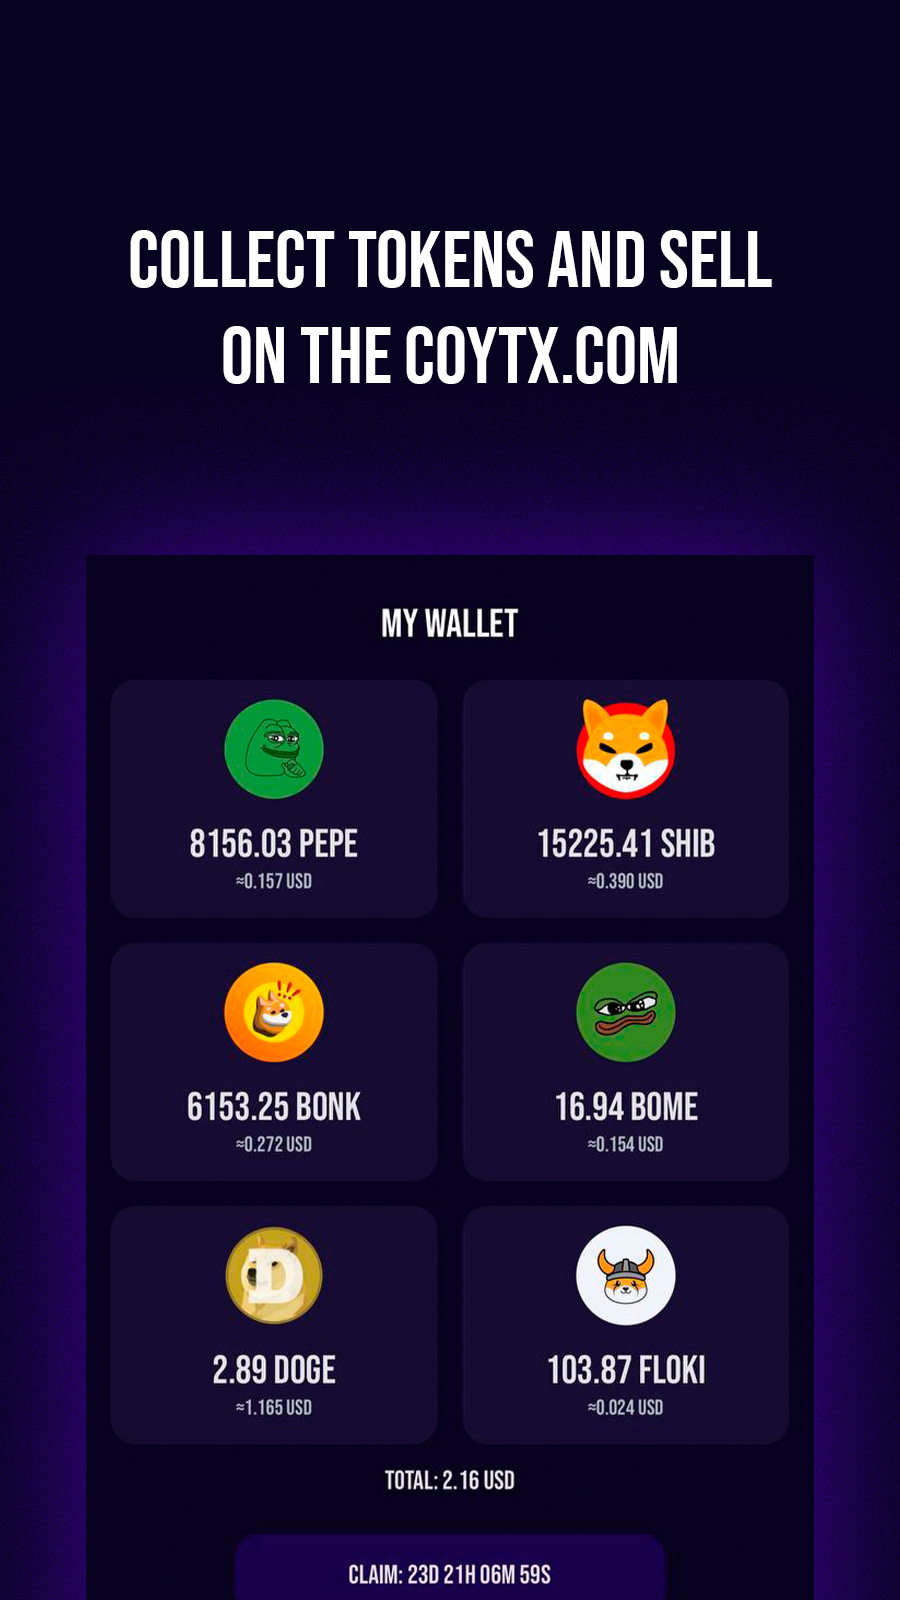 COLLECT TOKENS AND SELL
ON THE COYTX.COM
MY WALLET
8156.03 PEPE
≈0.157 USD
15225.41 SHIB
≈0.390 USD
6153.25 BONK
≈0.272 USD
16.94 BOME
≈0.154 USD
D
2.89 DOGE
≈1.165 USD
103.87 FLOKI
≈0.024 USD
TOTAL: 2.16 USD
CLAIM: 23D 21H 06M 59S